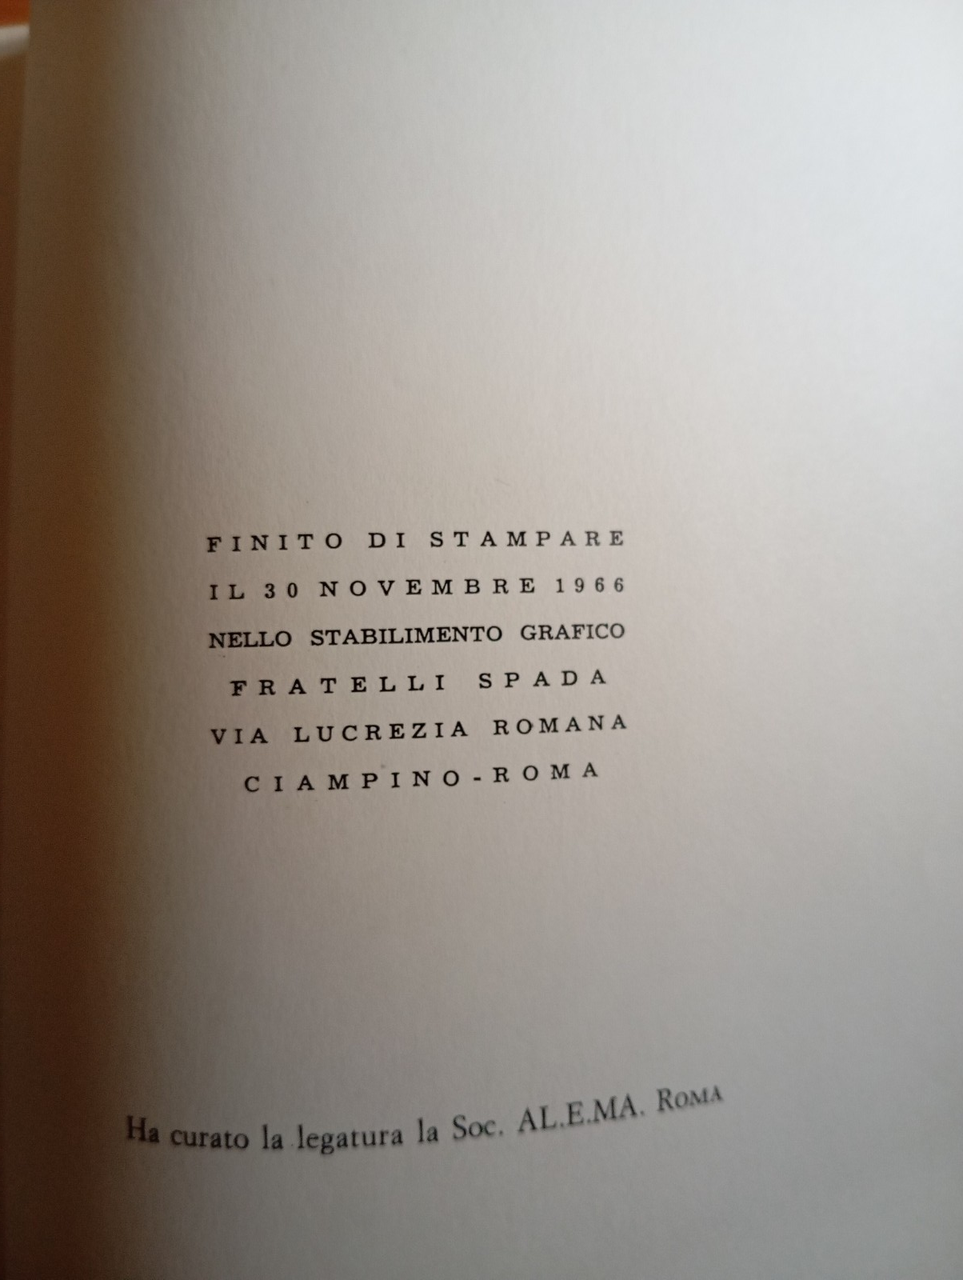 FINITO DI STAMPARE
IL 30 NOVEMBRE 1966
NELLO STABILIMENTO GRAFICO
FRATELLI SPADA
VIA LUCREZIA ROMANA
CIAMPINO-ROMA
Ha curato la legatura la Soc. AL.E.MA. ROMA